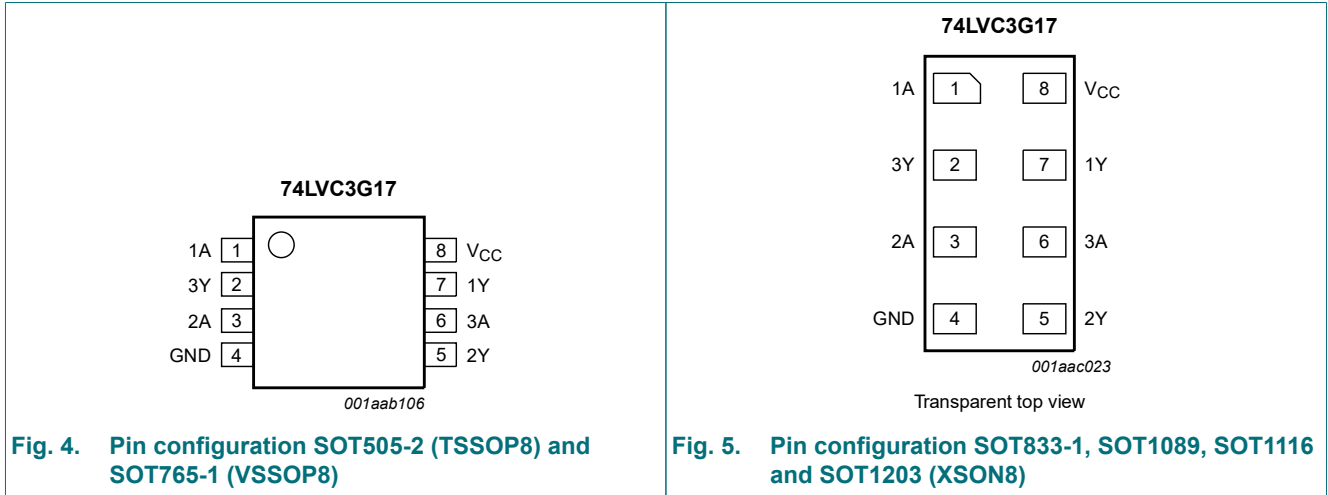 74LVC3G17
1A 1 8 VCC
3Y 2 7 1Y
2A 3 6 3A
GND 4 5 2Y
001aab106
Fig. 4. Pin configuration SOT505-2 (TSSOP8) and
SOT765-1 (VSSOP8)
74LVC3G17
1A 1 8 VCC
3Y 2 7 1Y
2A 3 6 3A
GND 4 5 2Y
001aac023
Transparent top view
Fig. 5. Pin configuration SOT833-1, SOT1089, SOT1116
and SOT1203 (XSON8)